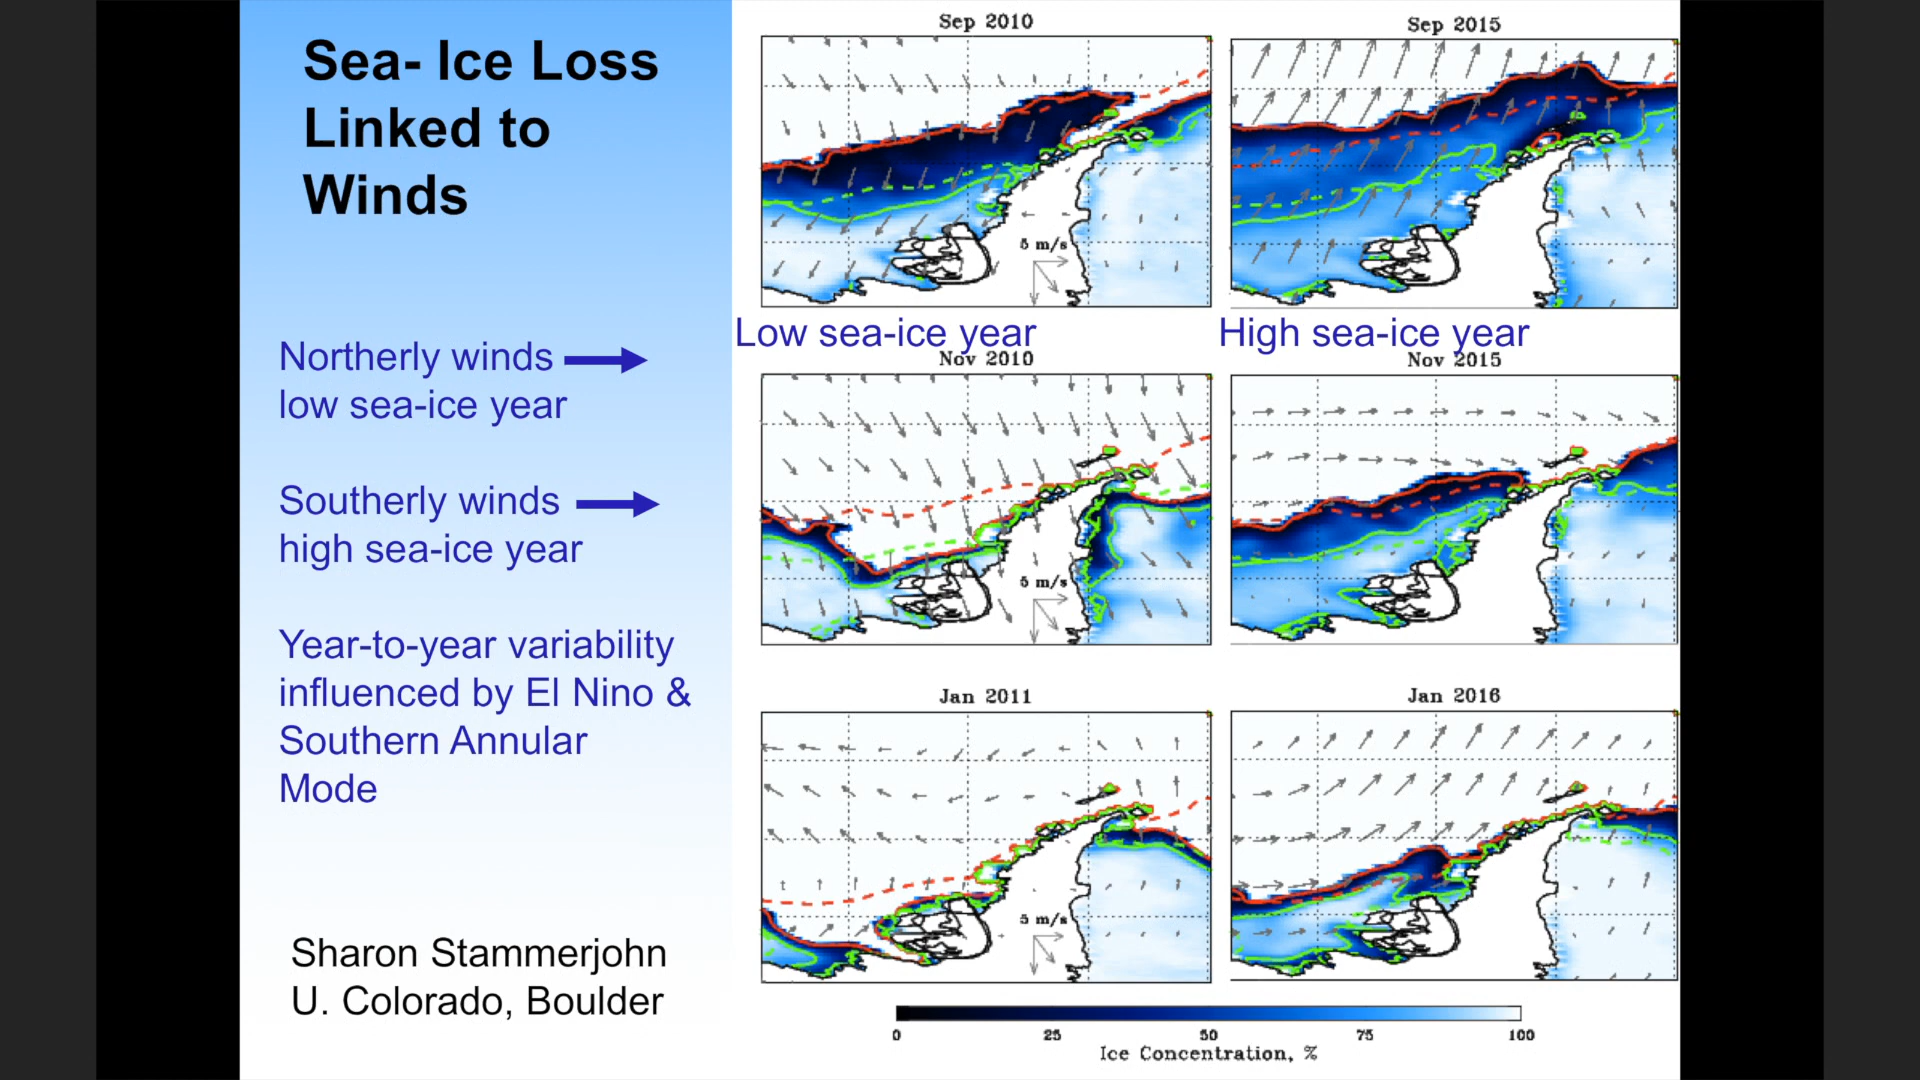 Sea- Ice Loss
Linked to
Winds
Northerly winds
low sea-ice year
Southerly winds
high sea-ice year
Year-to-year variability
influenced by El Nino &
Southern Annular
Mode
Sharon Stammerjohn
U. Colorado, Boulder
Sep 2010
5 m/s
Sep 2015
Low sea-ice year
High sea-ice year
Nov 2010
5 m/s
Nov 2015
Jan 2011
5 m/s
Jan 2016
0 25 50 75 100
Ice Concentration, %